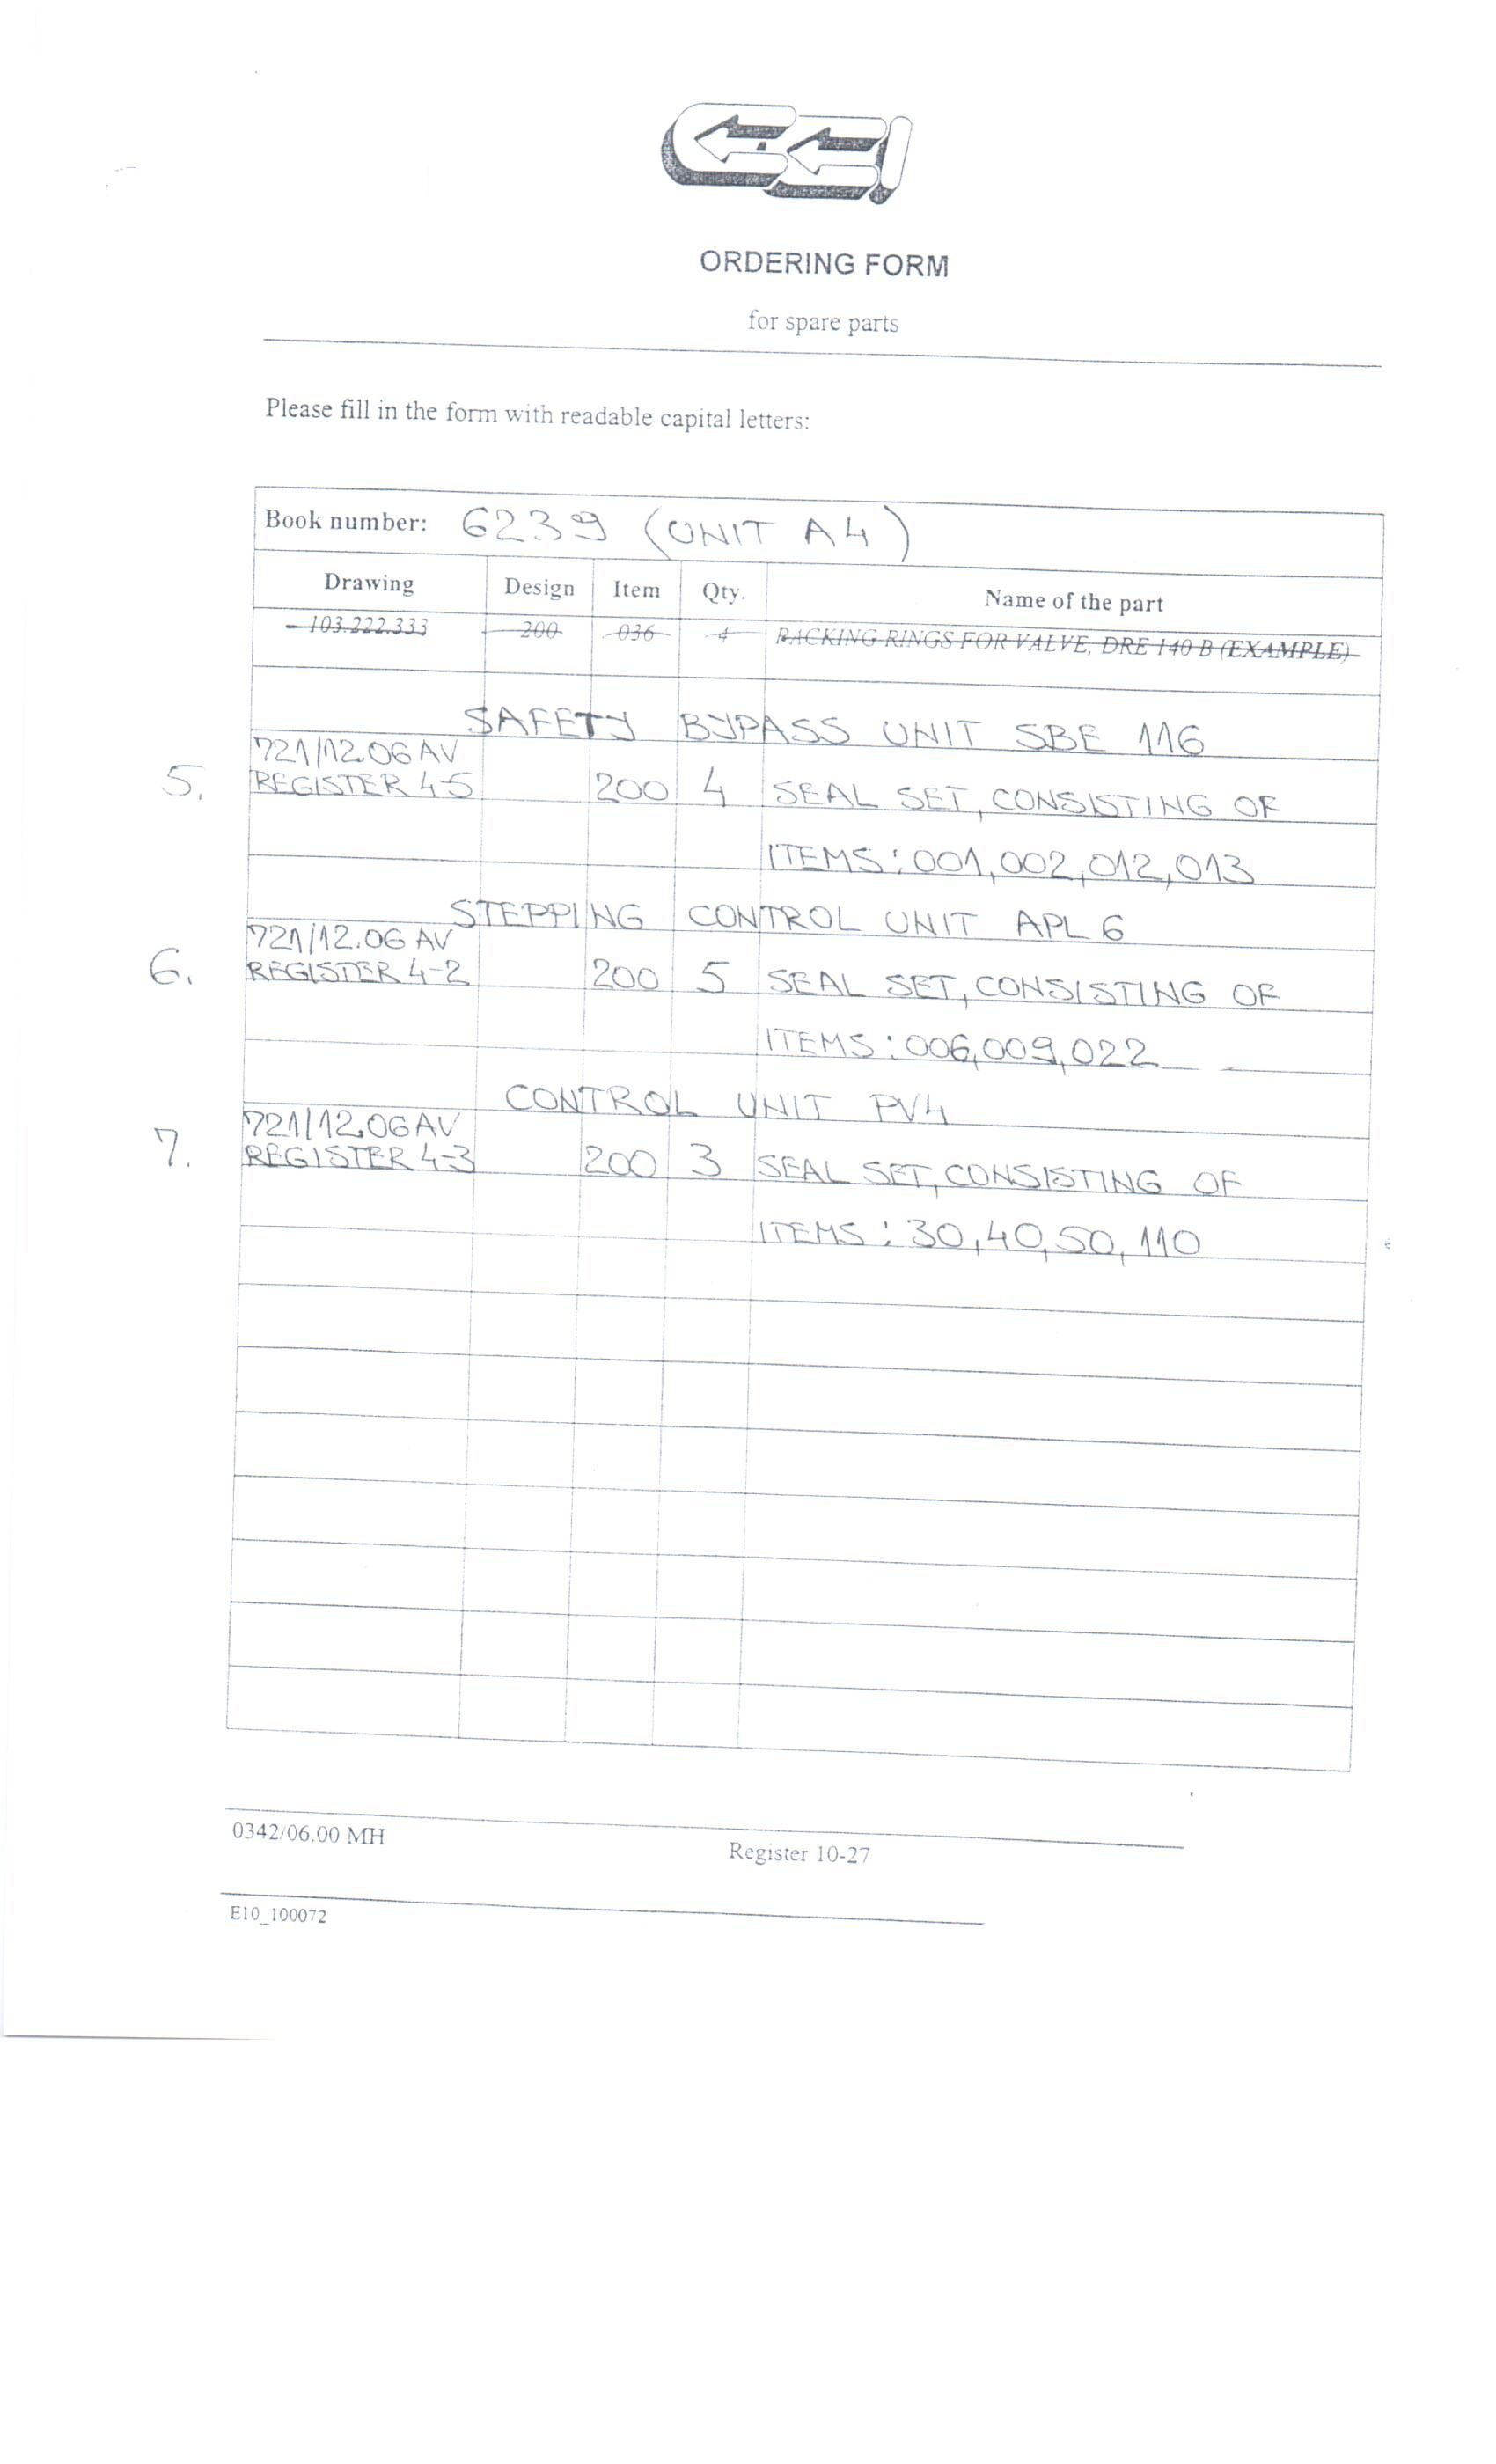 CCI
ORDERING FORM
for spare parts
Please fill in the form with readable capital letters:
Book number: 6239 (UNIT A4)
Drawing Design Item Qty. Name of the part
103.222.333 200 036 4 PACKING RINGS FOR VALVE, DRE 140 B (EXAMPLE)
SAFETY BYPASS UNIT SBE 116
721/12.06 AV
5. REGISTER 4-5 200 4 SEAL SET, CONSISTING OF
ITEMS: 001,002,012,013
STEPPING CONTROL UNIT APL 6
721/12.06 AV
6. REGISTER 4-2 200 5 SEAL SET, CONSISTING OF
ITEMS: 006,009,022
CONTROL UNIT PV4
721/12.06 AV
7. REGISTER 4-3 200 3 SEAL SET, CONSISTING OF
ITEMS: 30,40,50,110
0342/06.00 MH
Register 10-27
E10_100072